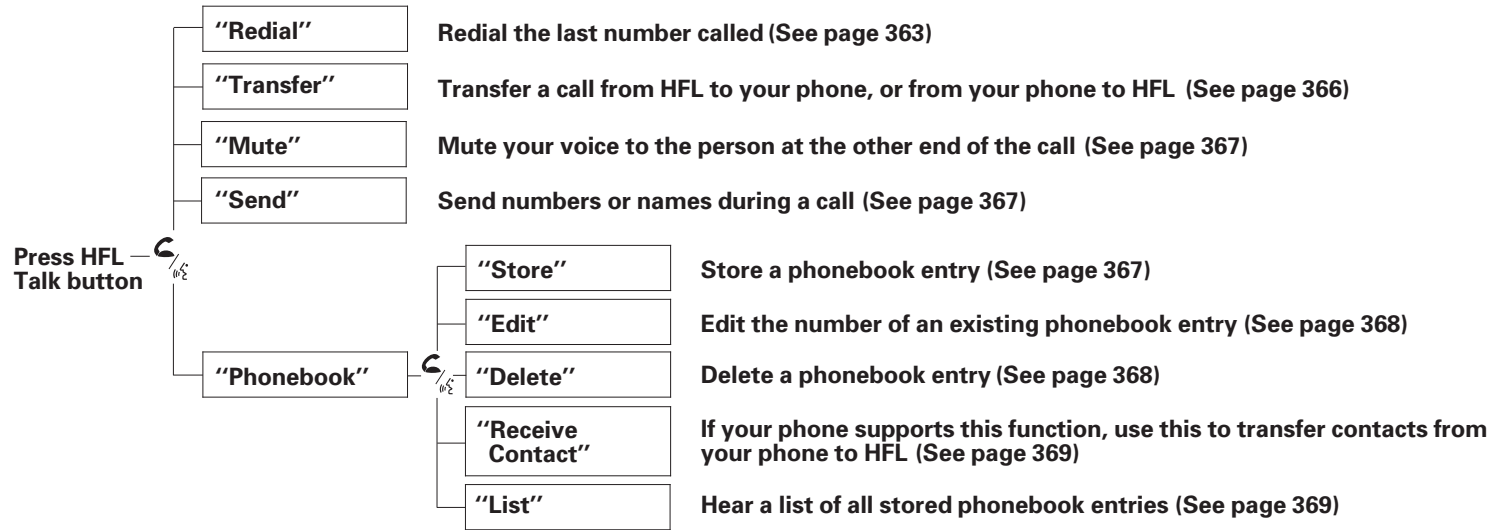 ‘‘Redial’’ Redial the last number called (See page 363)
‘‘Transfer’’ Transfer a call from HFL to your phone, or from your phone to HFL (See page 366)
‘‘Mute’’ Mute your voice to the person at the other end of the call (See page 367)
‘‘Send’’ Send numbers or names during a call (See page 367)
Press HFL
Talk button
‘‘Phonebook’’
‘‘Store’’ Store a phonebook entry (See page 367)
‘‘Edit’’ Edit the number of an existing phonebook entry (See page 368)
‘‘Delete’’ Delete a phonebook entry (See page 368)
‘‘Receive
Contact’’
If your phone supports this function, use this to transfer contacts from
your phone to HFL (See page 369)
‘‘List’’ Hear a list of all stored phonebook entries (See page 369)